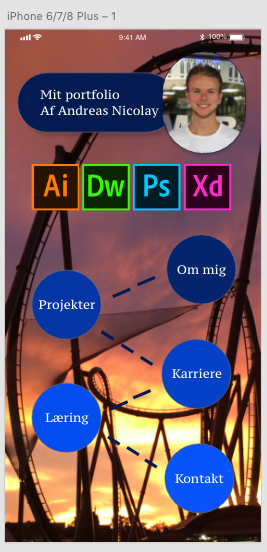 iPhone 6/7/8 Plus – 1
9:41 AM
100%
Mit portfolio
Af Andreas Nicolay
Ai Dw Ps Xd
Om mig
Projekter
Karriere
Læring
Kontakt